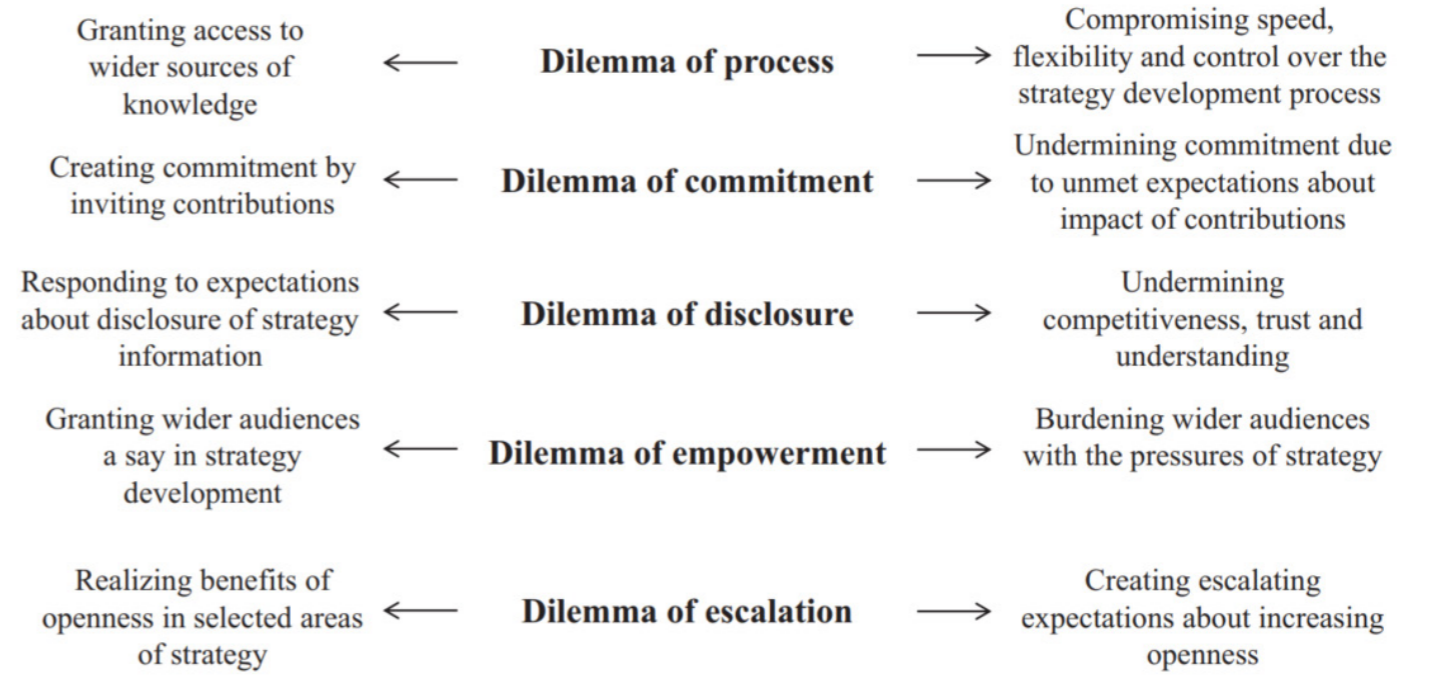 Granting access to
wider sources of
knowledge
Dilemma of process
Compromising speed,
flexibility and control over the
strategy development process
Creating commitment by
inviting contributions
Dilemma of commitment
Undermining commitment due
to unmet expectations about
impact of contributions
Responding to expectations
about disclosure of strategy
information
Dilemma of disclosure
Undermining
competitiveness, trust and
understanding
Granting wider audiences
a say in strategy
development
Dilemma of empowerment
Burdening wider audiences
with the pressures of strategy
Realizing benefits of
openness in selected areas
of strategy
Dilemma of escalation
Creating escalating
expectations about increasing
openness